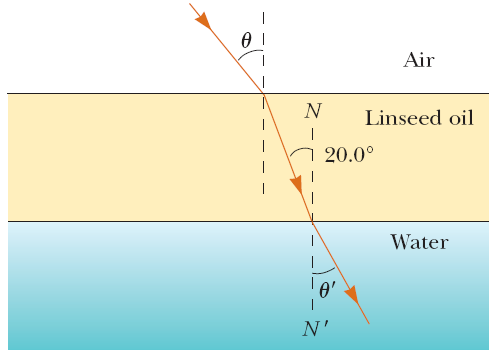 θ
Air
N
Linseed oil
20.0°
Water
θ′
N′